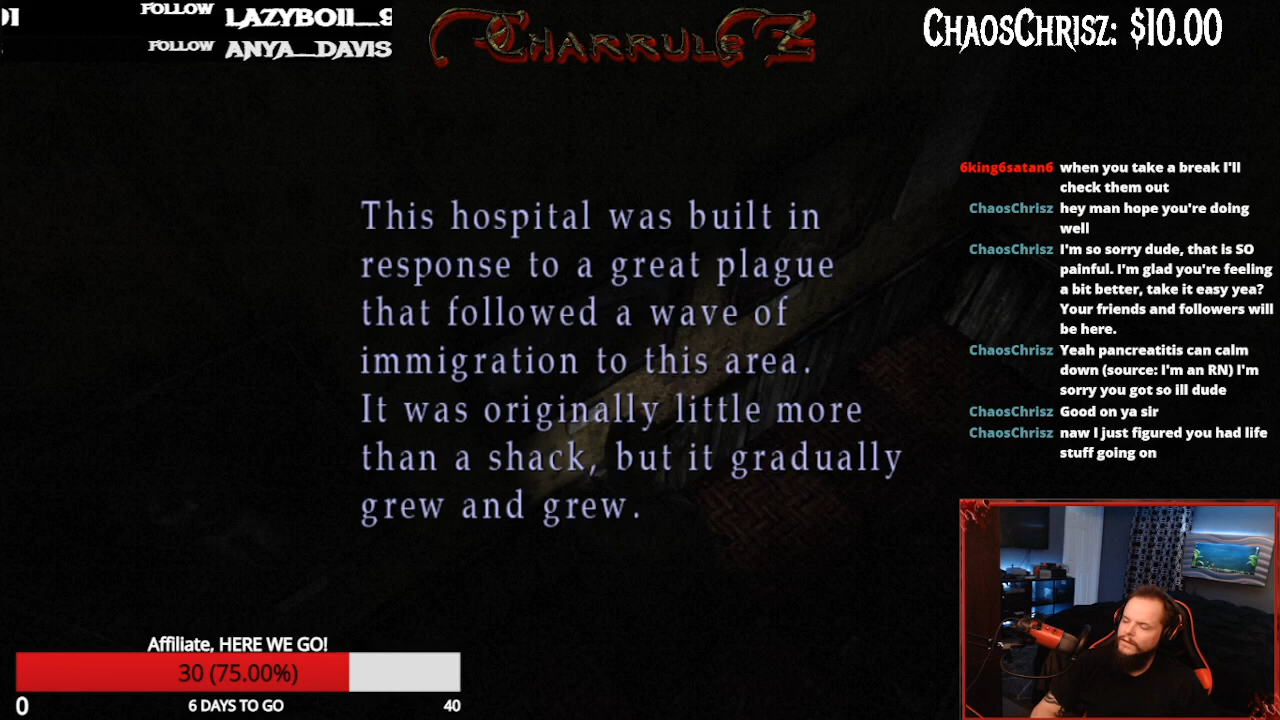 FOLLOW LAZYBOII__S
FOLLOW ANYA__DAVIS
CHARRULEZ
ChaosChrisz: $10.00
This hospital was built in
response to a great plague
that followed a wave of
immigration to this area.
It was originally little more
than a shack, but it gradually
grew and grew.
6king6satan6 when you take a break I'll
check them out
ChaosChrisz hey man hope you're doing
well
ChaosChrisz I'm so sorry dude, that is SO
painful. I'm glad you're feeling
a bit better, take it easy yea?
Your friends and followers will
be here.
ChaosChrisz Yeah pancreatitis can calm
down (source: I'm an RN) I'm
sorry you got so ill dude
ChaosChrisz Good on ya sir
ChaosChrisz naw I just figured you had life
stuff going on
Affiliate, HERE WE GO!
30 (75.00%)
0 6 DAYS TO GO 40